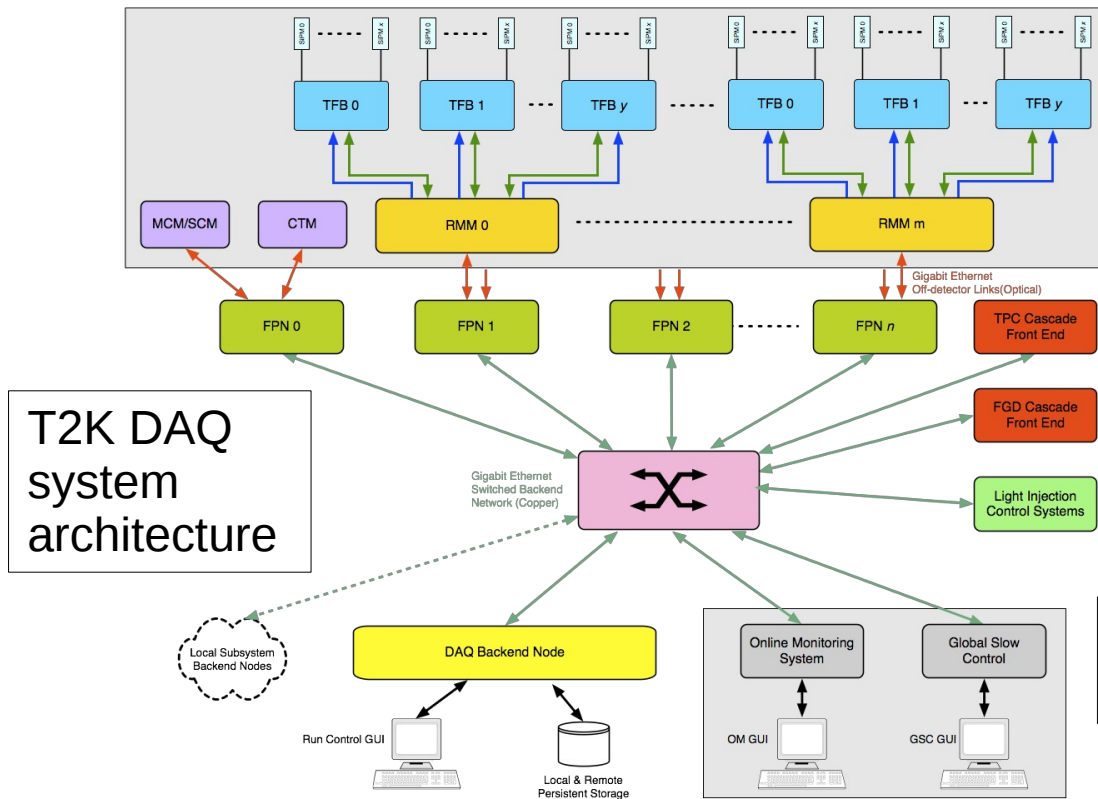 SiPM 0
SiPM x
SiPM 0
SiPM x
SiPM 0
SiPM x
SiPM 0
SiPM x
SiPM 0
SiPM x
SiPM 0
SiPM x
TFB 0
TFB 1
TFB y
TFB 0
TFB 1
TFB y
MCM/SCM
CTM
RMM 0
RMM m
Gigabit Ethernet
Off-detector Links(Optical)
FPN 0
FPN 1
FPN 2
FPN n
TPC Cascade
Front End
T2K DAQ
system
architecture
FGD Cascade
Front End
Gigabit Ethernet
Switched Backend
Network (Copper)
Light Injection
Control Systems
Local Subsystem
Backend Nodes
DAQ Backend Node
Online Monitoring
System
Global Slow
Control
Run Control GUI
Local & Remote
Persistent Storage
OM GUI
GSC GUI